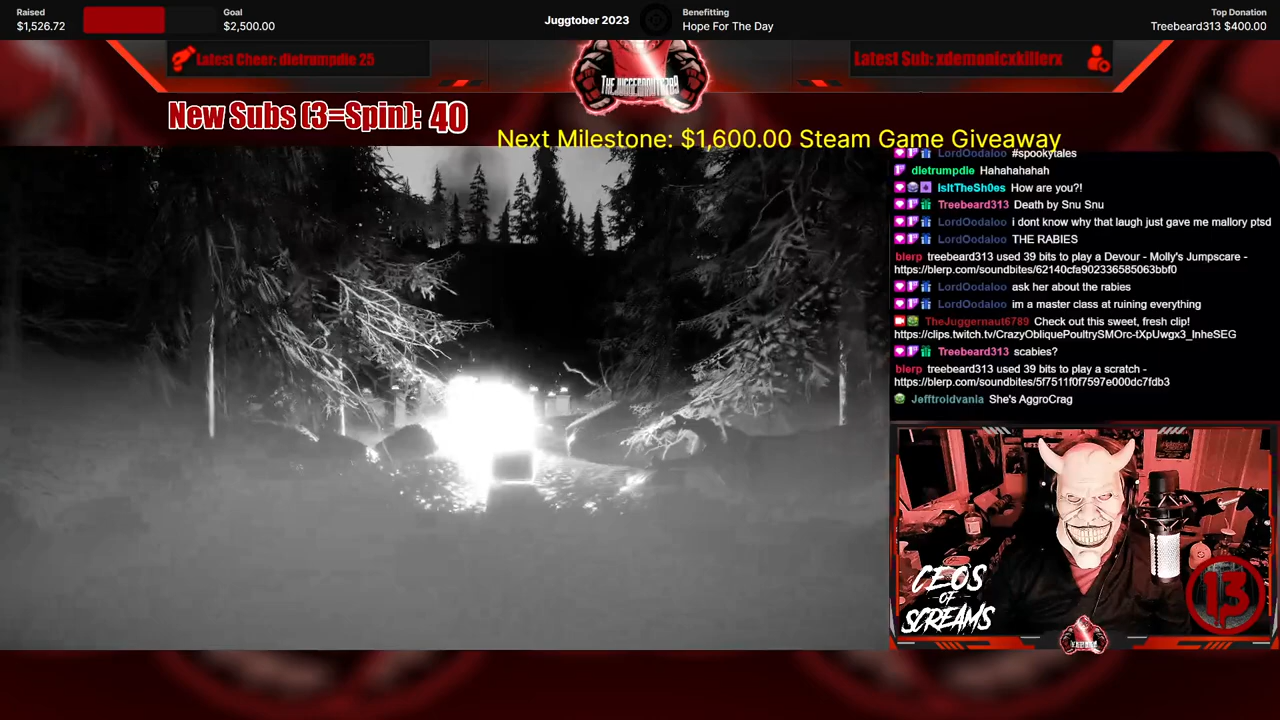 Raised
$1,526.72
Goal
$2,500.00
Juggtober 2023
Benefitting
Hope For The Day
Top Donation
Treebeard313 $400.00
Latest Cheer: dietrumpdie 25
THEJUGGERNAUT6789
Latest Sub: xdemonicxkillerx
New Subs (3=Spin): 40
Next Milestone: $1,600.00 Steam Game Giveaway
LordOodaloo #spookytales
dietrumpdie Hahahahahah
IsItTheSh0es How are you?!
Treebeard313 Death by Snu Snu
LordOodaloo i dont know why that laugh just gave me mallory ptsd
LordOodaloo THE RABIES
blerp treebeard313 used 39 bits to play a Devour - Molly's Jumpscare -
https://blerp.com/soundbites/62140cfa902336585063bbf0
LordOodaloo ask her about the rabies
LordOodaloo im a master class at ruining everything
TheJuggernaut6789 Check out this sweet, fresh clip!
https://clips.twitch.tv/CrazyObliquePoultrySMOrc-tXpUwgx3_InheSEG
Treebeard313 scabies?
blerp treebeard313 used 39 bits to play a scratch -
https://blerp.com/soundbites/5f7511f0f7597e000dc7fdb3
Jefftroidvania She's AggroCrag
CEOS
OF
SCREAMS
13